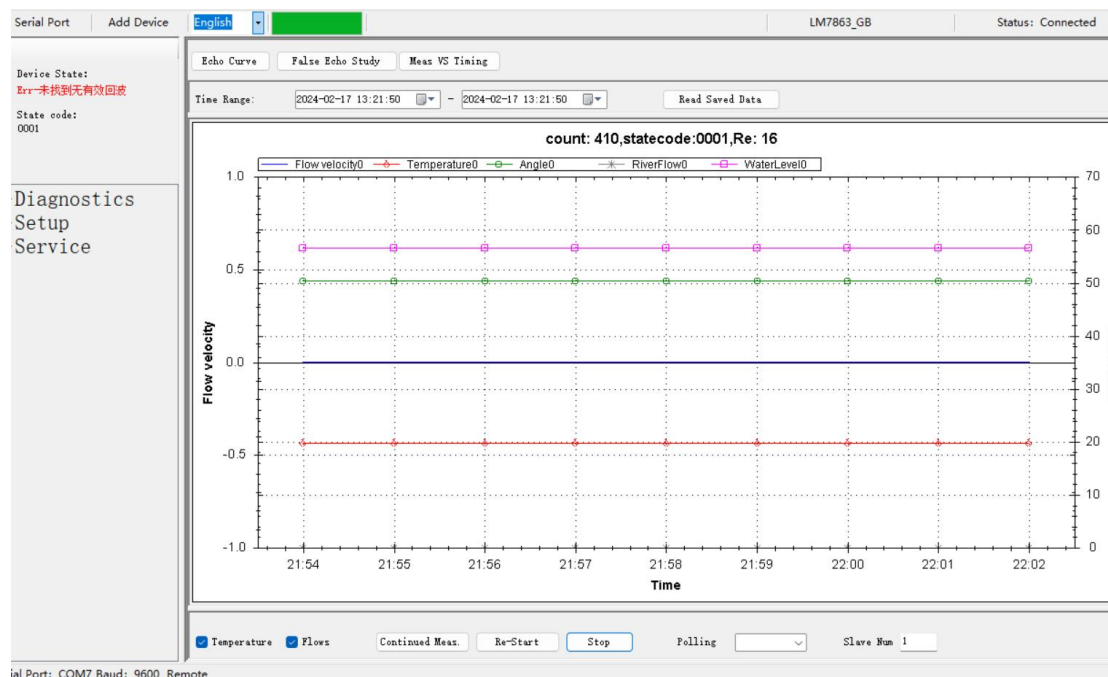 Serial Port Add Device English LM7863_GB Status: Connected
Echo Curve False Echo Study Meas VS Timing
Device State:
Err-未找到无有效回波
State code:
0001
Time Range: 2024-02-17 13:21:50 - 2024-02-17 13:21:50 Read Saved Data
Diagnostics
Setup
Service
count: 410,statecode:0001,Re: 16
Flow velocity0 Temperature0 Angle0 RiverFlow0 WaterLevel0
1.0 70
60
0.5
50
40
0.0
30
-0.5
20
10
-1.0 0
Flow velocity
21:54 21:55 21:56 21:57 21:58 21:59 22:00 22:01 22:02
Time
Temperature Flows Continued Meas. Re-Start Stop Polling Slave Num 1
ial Port: COM7 Baud: 9600 Remote